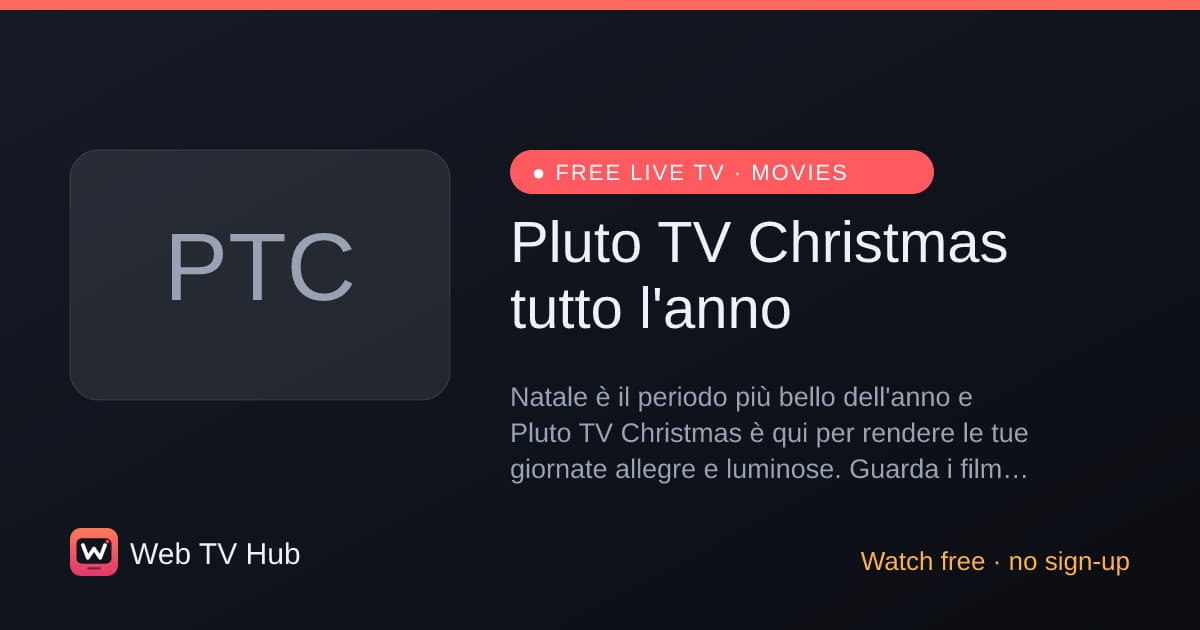 PTC
FREE LIVE TV · MOVIES
Pluto TV Christmas
tutto l'anno
Natale è il periodo più bello dell'anno e
Pluto TV Christmas è qui per rendere le tue
giornate allegre e luminose. Guarda i film…
W
Web TV Hub
Watch free · no sign-up